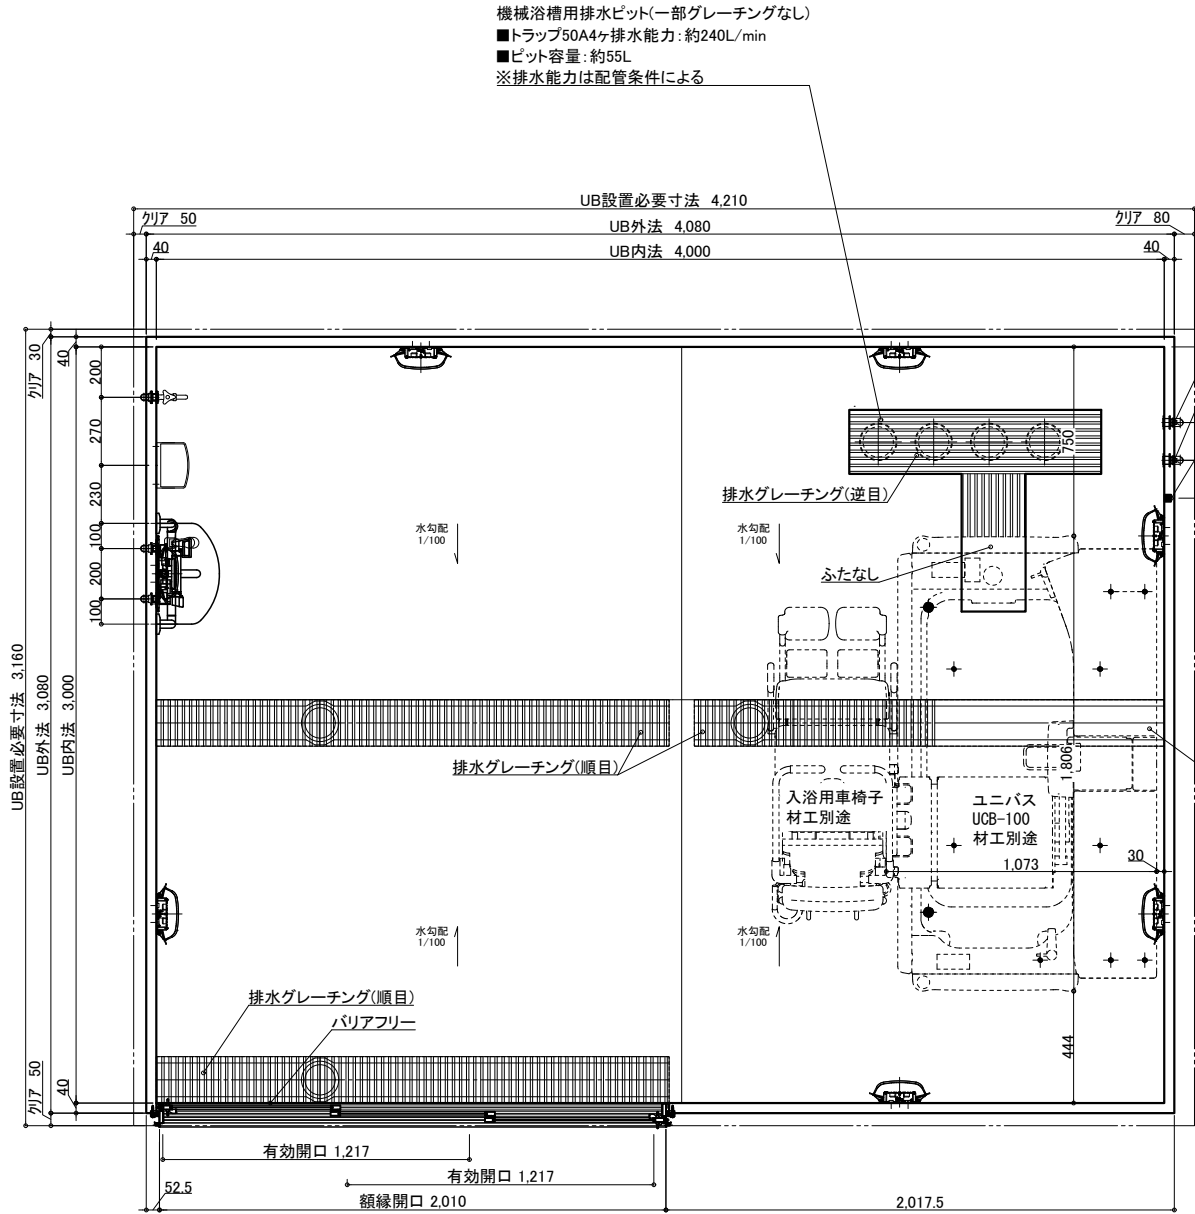 機械浴槽用排水ピット(一部グレーチングなし)
■トラップ50A4ヶ排水能力：約240L/min
■ピット容量：約55L
※排水能力は配管条件による
UB設置必要寸法 4,210
クリア 50
UB外法 4,080
クリア 80
40
UB内法 4,000
40
クリア 30
40
200
270
230
100
200
100
UB設置必要寸法 3,160
UB外法 3,080
UB内法 3,000
クリア 50
40
750
排水グレーチング(逆目)
水勾配
1/100
水勾配
1/100
ふたなし
排水グレーチング(順目)
1,806
入浴用車椅子
材工別途
ユニバス
UCB-100
材工別途
1,073
30
水勾配
1/100
水勾配
1/100
排水グレーチング(順目)
バリアフリー
444
有効開口 1,217
有効開口 1,217
52.5
額縁開口 2,010
2,017.5